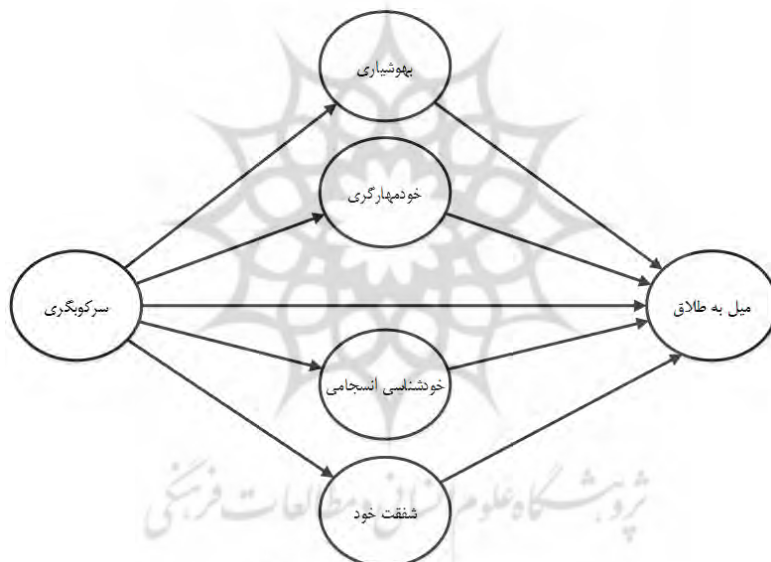 بهوشیاری
خودمهارگری
سرکوبگری
میل به طلاق
خودشناسی انسجامی
شفقت خود
پژوهشگاه علوم انسانی و مطالعات فرهنگی